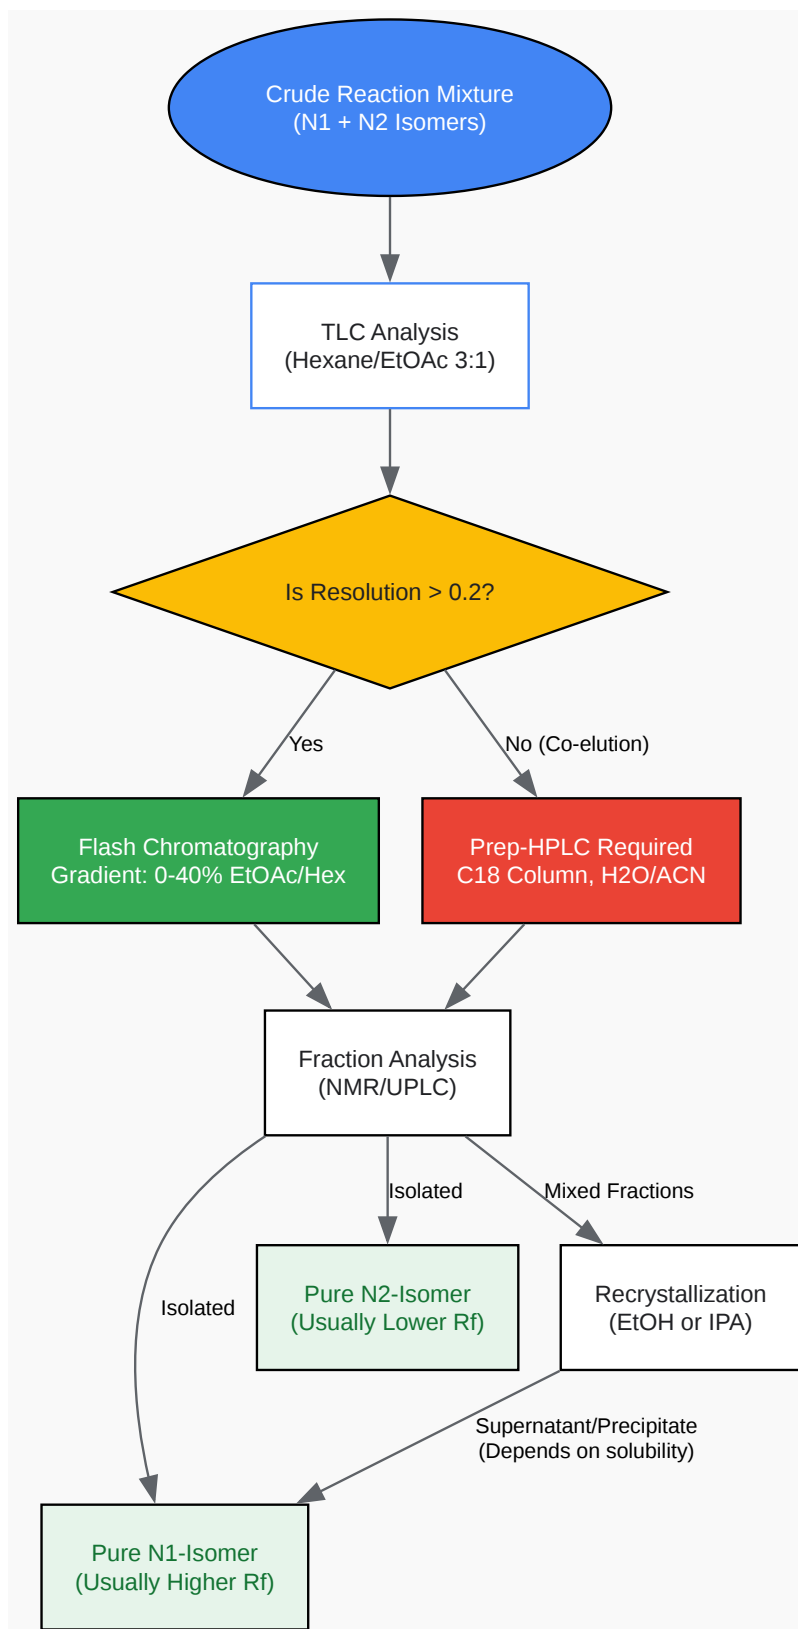 Crude Reaction Mixture
(N1 + N2 Isomers)
TLC Analysis
(Hexane/EtOAc 3:1)
Is Resolution > 0.2?
Yes
No (Co-elution)
Flash Chromatography
Gradient: 0-40% EtOAc/Hex
Prep-HPLC Required
C18 Column, H2O/ACN
Fraction Analysis
(NMR/UPLC)
Isolated
Mixed Fractions
Isolated
Pure N2-Isomer
(Usually Lower Rf)
Recrystallization
(EtOH or IPA)
Supernatant/Precipitate
(Depends on solubility)
Pure N1-Isomer
(Usually Higher Rf)